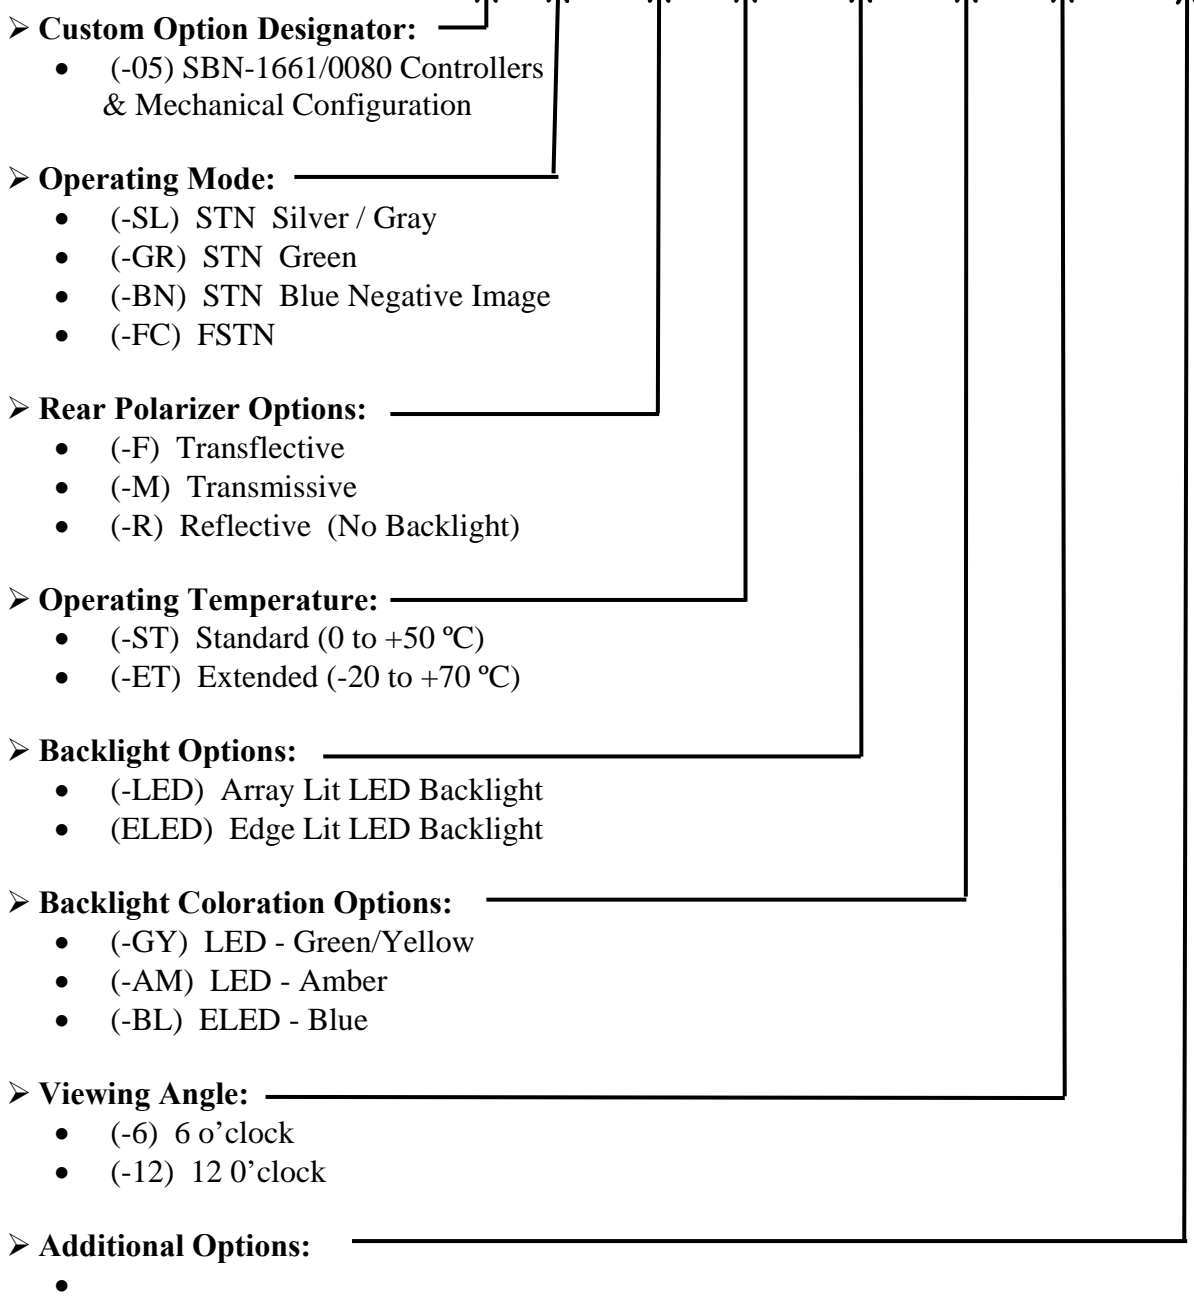 ➢ Custom Option Designator:
• (-05) SBN-1661/0080 Controllers
& Mechanical Configuration
➢ Operating Mode:
• (-SL) STN Silver / Gray
• (-GR) STN Green
• (-BN) STN Blue Negative Image
• (-FC) FSTN
➢ Rear Polarizer Options:
• (-F) Transflective
• (-M) Transmissive
• (-R) Reflective (No Backlight)
➢ Operating Temperature:
• (-ST) Standard (0 to +50 ºC)
• (-ET) Extended (-20 to +70 ºC)
➢ Backlight Options:
• (-LED) Array Lit LED Backlight
• (ELED) Edge Lit LED Backlight
➢ Backlight Coloration Options:
• (-GY) LED - Green/Yellow
• (-AM) LED - Amber
• (-BL) ELED - Blue
➢ Viewing Angle:
• (-6) 6 o’clock
• (-12) 12 0’clock
➢ Additional Options:
•